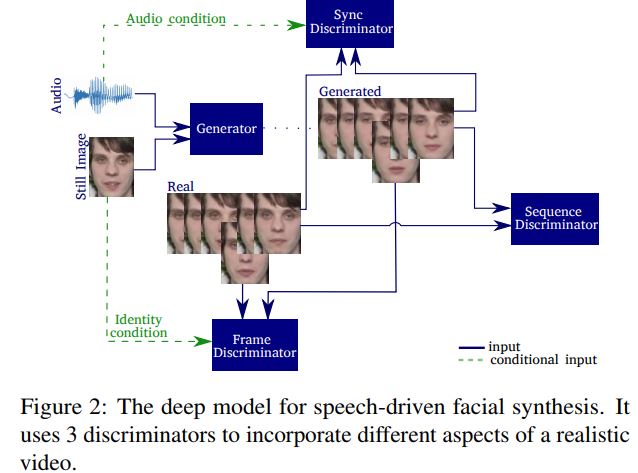 Sync
Discriminator
Audio condition
Audio
Generated
Generator
Still Image
Real
Sequence
Discriminator
Identity
condition
Frame
Discriminator
input
conditional input
Figure 2: The deep model for speech-driven facial synthesis. It
uses 3 discriminators to incorporate different aspects of a realistic
video.